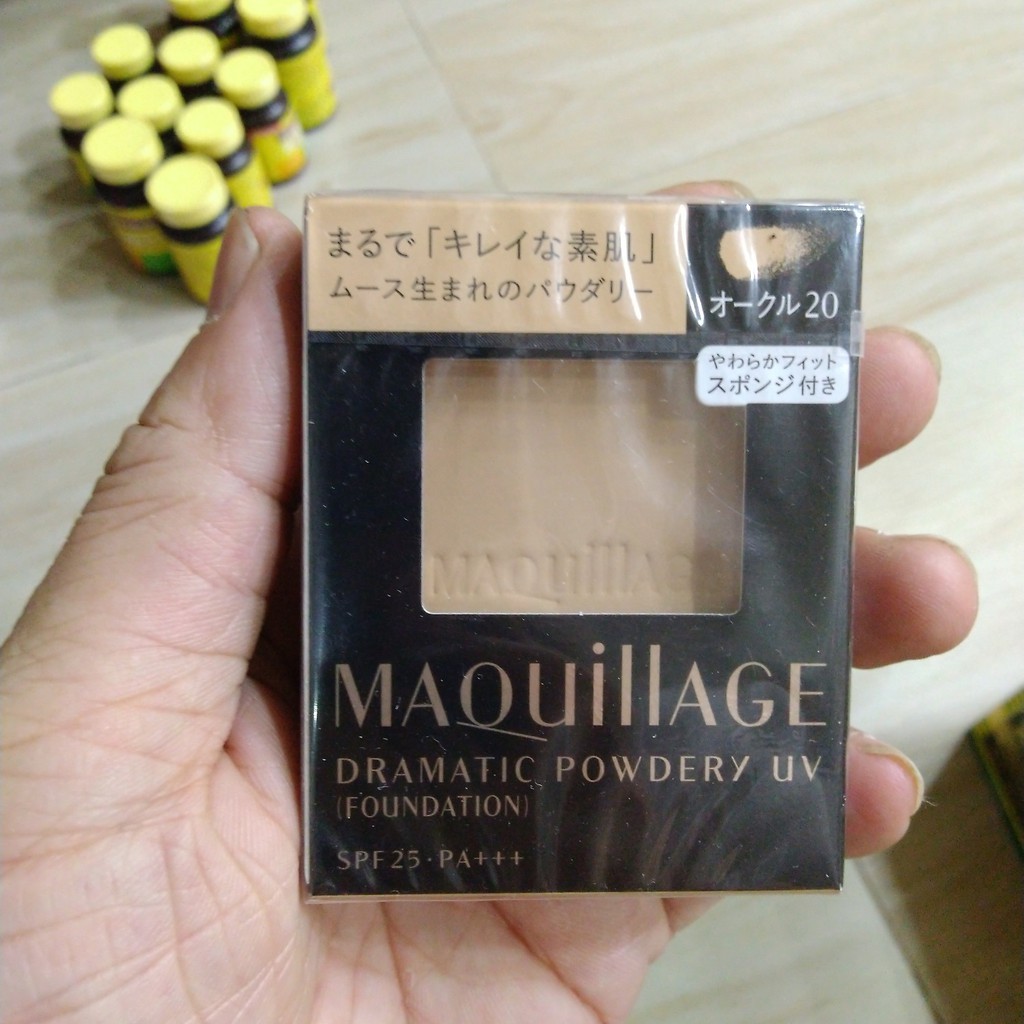 まるで「キレイな素肌」
ムース生まれのパウダリー
オークル20
やわらかフィット
スポンジ付き
MAQuillAGE
MAQuillAGE
DRAMATIC POWDERY UV
(FOUNDATION)
SPF25・PA+++